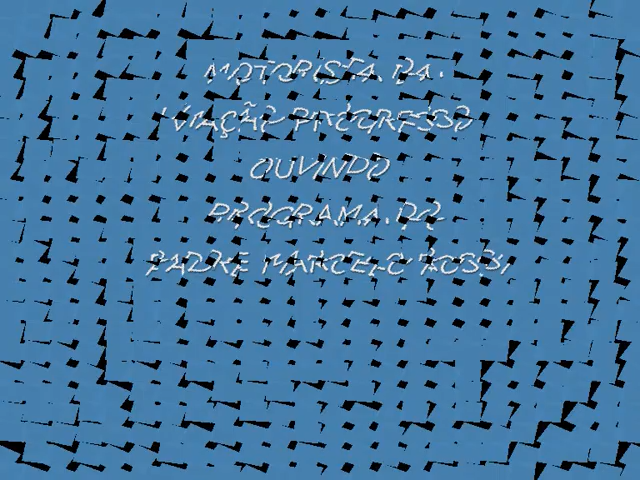 MOTORISTA DA
VIAÇÃO PROGRESSO
OUVINDO
PROGRAMA DO
PADRE MARCELO ROSSI